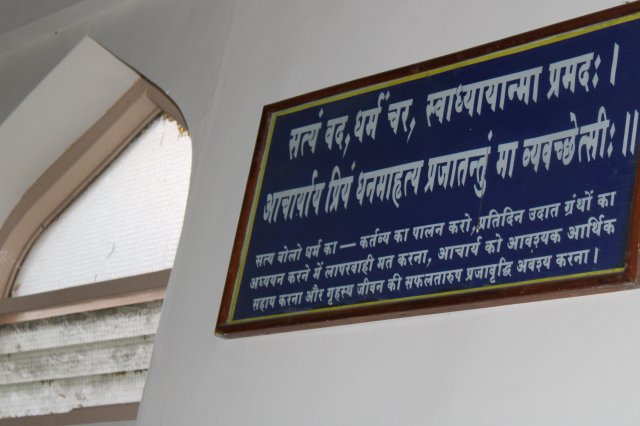 सत्यं वद, धर्मं चर, स्वाध्यायान्मा प्रमदः।
आचार्याय प्रियं धनमाहृत्य प्रजातन्तुं मा व्यवच्छेत्सीः॥
सत्य बोलो धर्म का — कर्तव्य का पालन करो, प्रतिदिन उदात ग्रंथों का
अध्ययन करने में लापरवाही मत करना, आचार्य को आवश्यक आर्थिक
सहाय करना और गृहस्थ जीवन की सफलतारुप प्रजावृद्धि अवश्य करना।